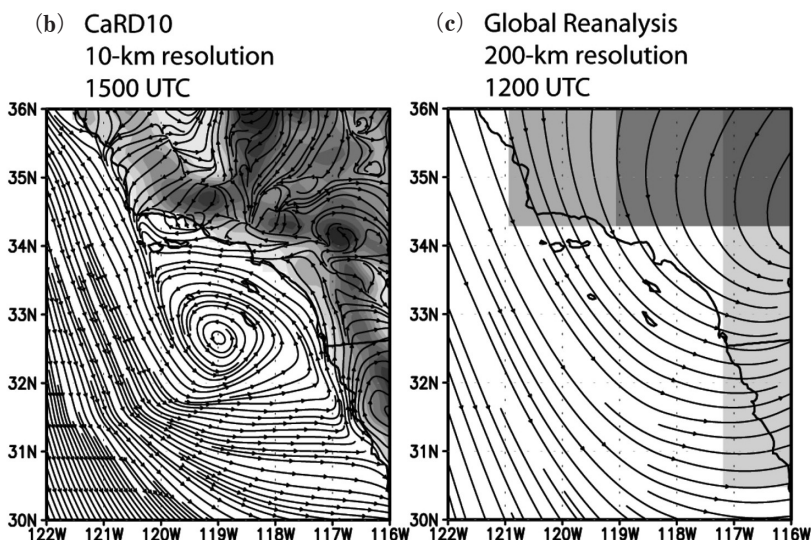 (b) CaRD10
10-km resolution
1500 UTC
36N
35N
34N
33N
32N
31N
30N
122W 121W 120W 119W 118W 117W 116W
(c) Global Reanalysis
200-km resolution
1200 UTC
36N
35N
34N
33N
32N
31N
30N
122W 121W 120W 119W 118W 117W 116W